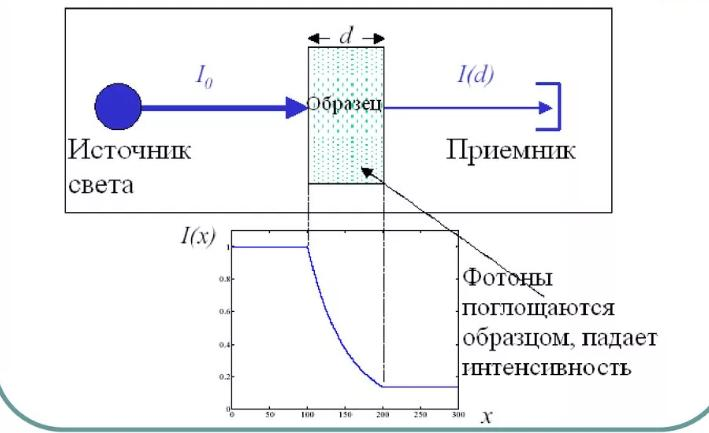 d
I₀
I(d)
Образец
Источник
света
Приемник
I(x)
1
0.8
0.6
0.4
0.2
0
0 50 100 150 200 250 300
x
Фотоны
поглощаются
образцом, падает
интенсивность